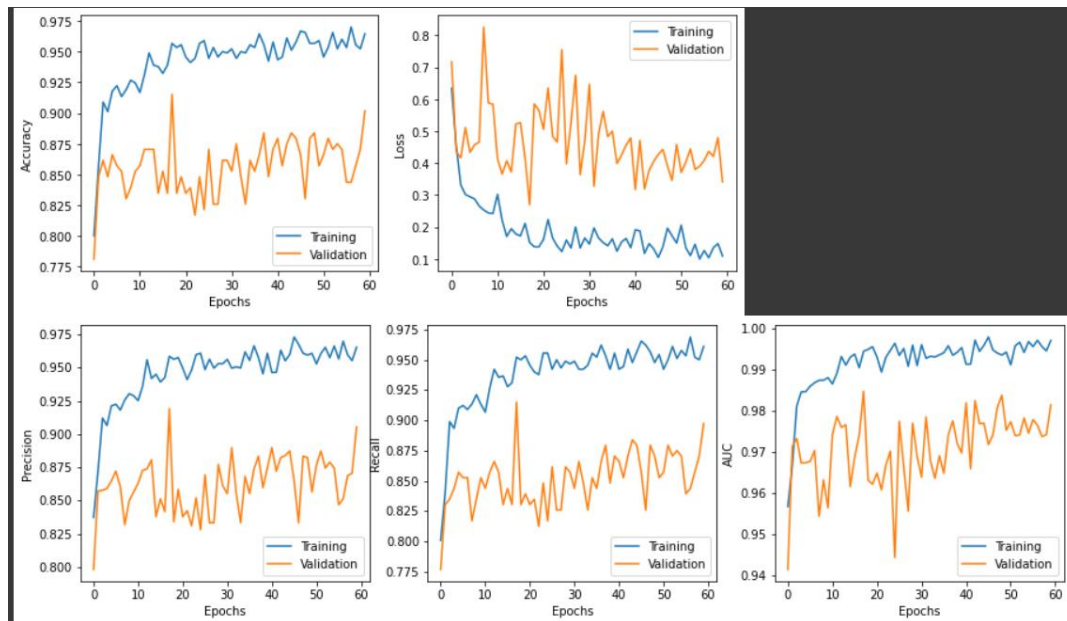 0.975
0.950
0.925
0.900
0.875
0.850
0.825
0.800
0.775
Accuracy
0 10 20 30 40 50 60
Epochs
Training
Validation
0.8
0.7
0.6
0.5
0.4
0.3
0.2
0.1
Loss
0 10 20 30 40 50 60
Epochs
Training
Validation
0.975
0.950
0.925
0.900
0.875
0.850
0.825
0.800
Precision
0 10 20 30 40 50 60
Epochs
Training
Validation
0.975
0.950
0.925
0.900
0.875
0.850
0.825
0.800
0.775
Recall
0 10 20 30 40 50 60
Epochs
Training
Validation
1.00
0.99
0.98
0.97
0.96
0.95
0.94
AUC
0 10 20 30 40 50 60
Epochs
Training
Validation